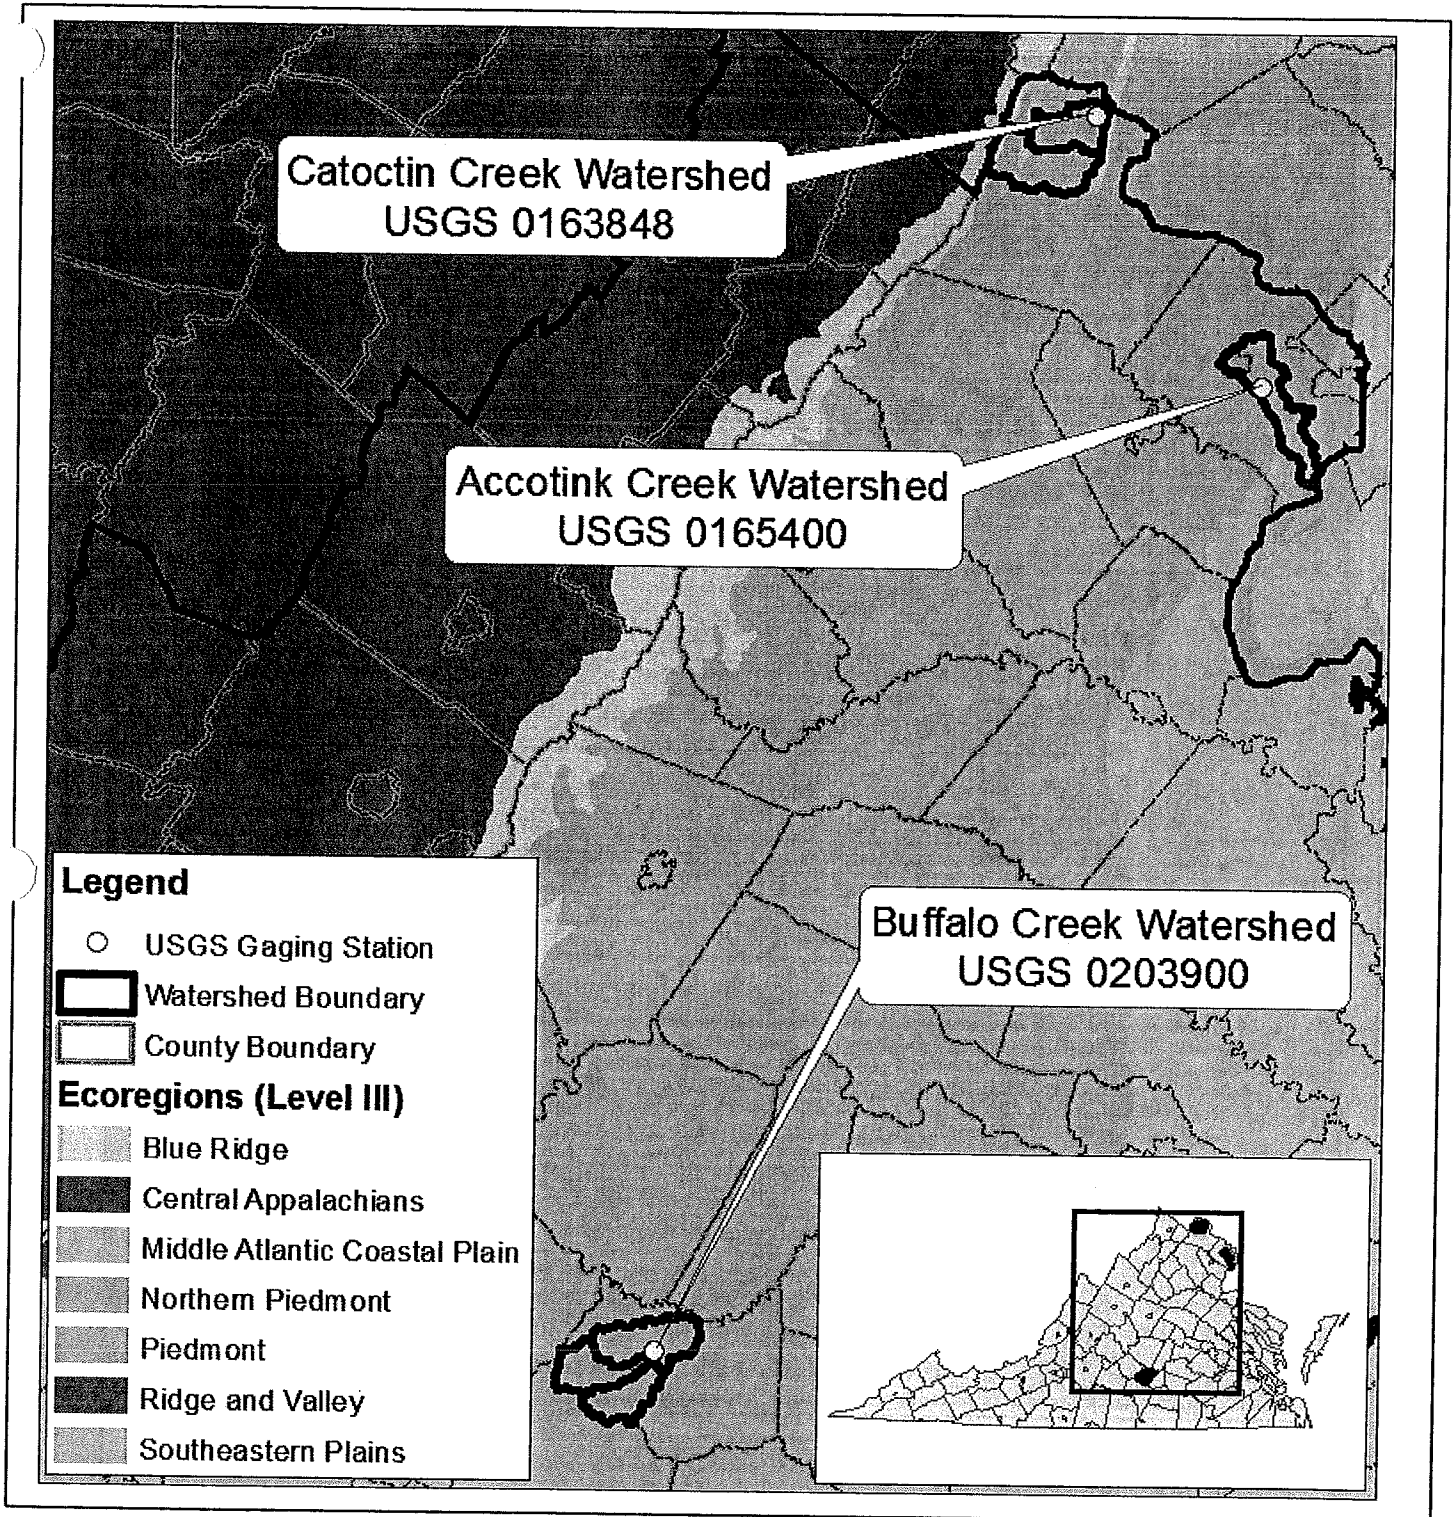 Catoctin Creek Watershed
USGS 0163848
Accotink Creek Watershed
USGS 0165400
Buffalo Creek Watershed
USGS 0203900
Legend
USGS Gaging Station
Watershed Boundary
County Boundary
Ecoregions (Level III)
Blue Ridge
Central Appalachians
Middle Atlantic Coastal Plain
Northern Piedmont
Piedmont
Ridge and Valley
Southeastern Plains